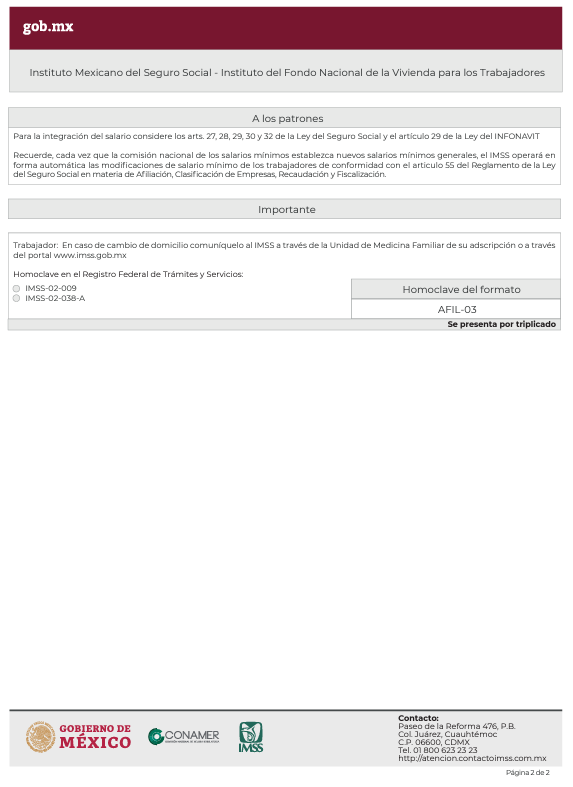 gob.mx
Instituto Mexicano del Seguro Social - Instituto del Fondo Nacional de la Vivienda para los Trabajadores
A los patrones
Para la integración del salario considere los arts. 27, 28, 29, 30 y 32 de la Ley del Seguro Social y el artículo 29 de la Ley del INFONAVIT
Recuerde, cada vez que la comisión nacional de los salarios mínimos establezca nuevos salarios mínimos generales, el IMSS operará en
forma automática las modificaciones de salario mínimo de los trabajadores de conformidad con el articulo 55 del Reglamento de la Ley
del Seguro Social en materia de Afiliación, Clasificación de Empresas, Recaudación y Fiscalización.
Importante
Trabajador: En caso de cambio de domicilio comuníquelo al IMSS a través de la Unidad de Medicina Familiar de su adscripción o a través
del portal www.imss.gob.mx
Homoclave en el Registro Federal de Trámites y Servicios:
IMSS-02-009
IMSS-02-038-A
Homoclave del formato
AFIL-03
Se presenta por triplicado
GOBIERNO DE
MÉXICO
CONAMER
IMSS
Contacto:
Paseo de la Reforma 476, P.B.
Col. Juárez, Cuauhtémoc
C.P. 06600, CDMX
Tel. 01 800 623 23 23
http://atencion.contactoimss.com.mx
Página 2 de 2